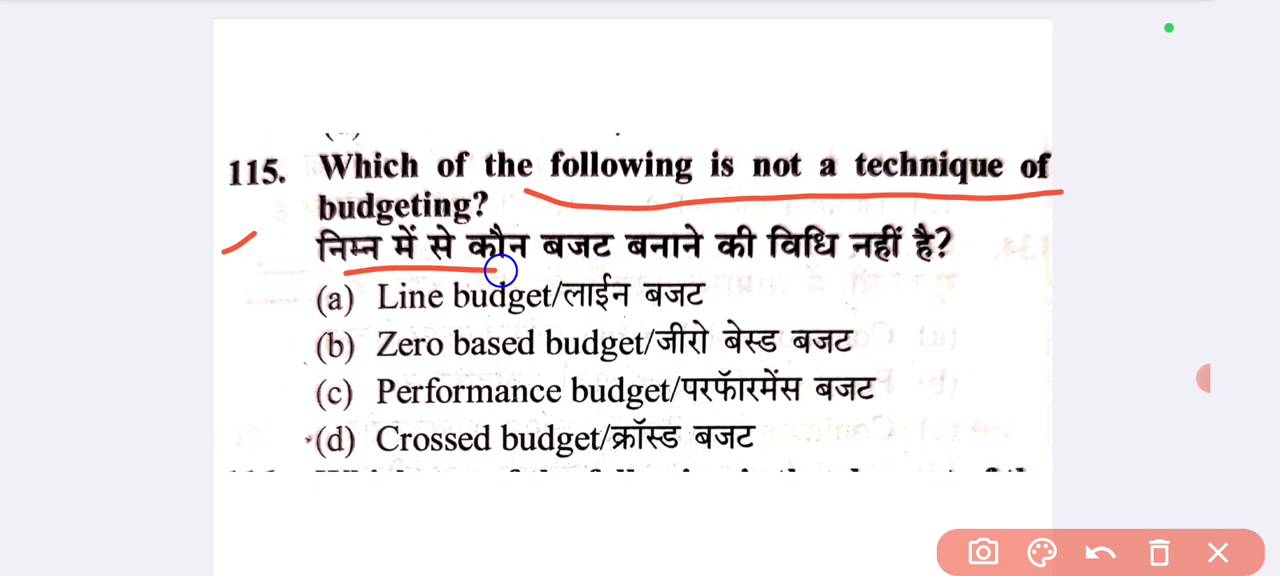 115. Which of the following is not a technique of
budgeting?
निम्न में से कौन बजट बनाने की विधि नहीं है?
(a) Line budget/लाईन बजट
(b) Zero based budget/जीरो बेस्ड बजट
(c) Performance budget/परफॉरमेंस बजट
(d) Crossed budget/क्रॉस्ड बजट